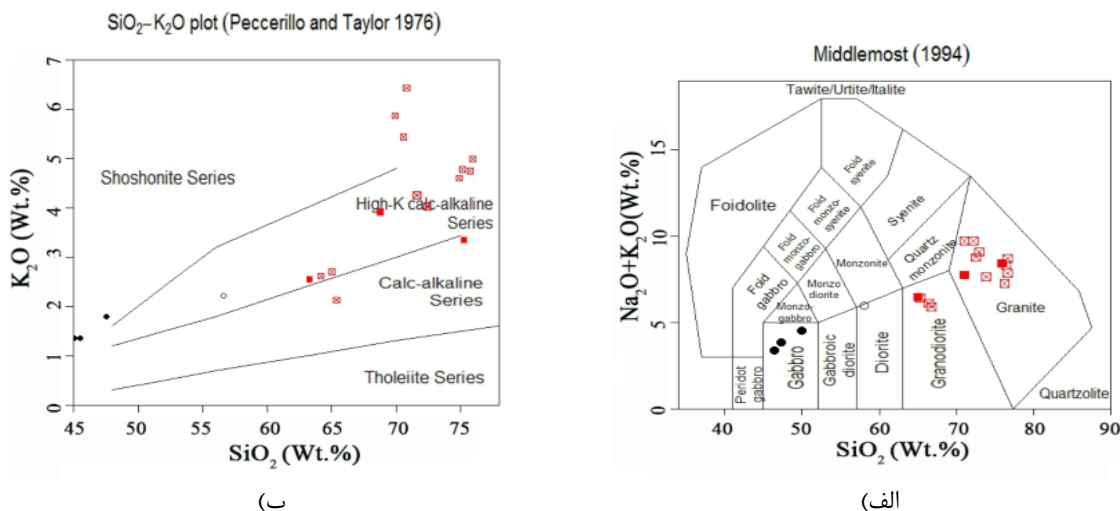 SiO₂–K₂O plot (Peccerillo and Taylor 1976)
K₂O (Wt.%)
7
6
5
4
3
2
1
0
Shoshonite Series
High-K calc-alkaline
Series
Calc-alkaline
Series
Tholeiite Series
45 50 55 60 65 70 75
SiO₂ (Wt.%)
ب)
Middlemost (1994)
Na₂O+K₂O(Wt.%)
15
10
5
0
Tawite/Urtite/Italite
Foidolite
Foid
syenite
Foid
monzo-
syenite
Foid
monzo-
gabbro
Foid
gabbro
Syenite
Quartz
monzonite
Monzonite
Monzo
diorite
Monzo-
gabbro
Peridot
gabbro
Gabbro
Gabbroic
diorite
Diorite
Granodiorite
Granite
Quartzolite
40 50 60 70 80 90
SiO₂ (Wt.%)
الف)